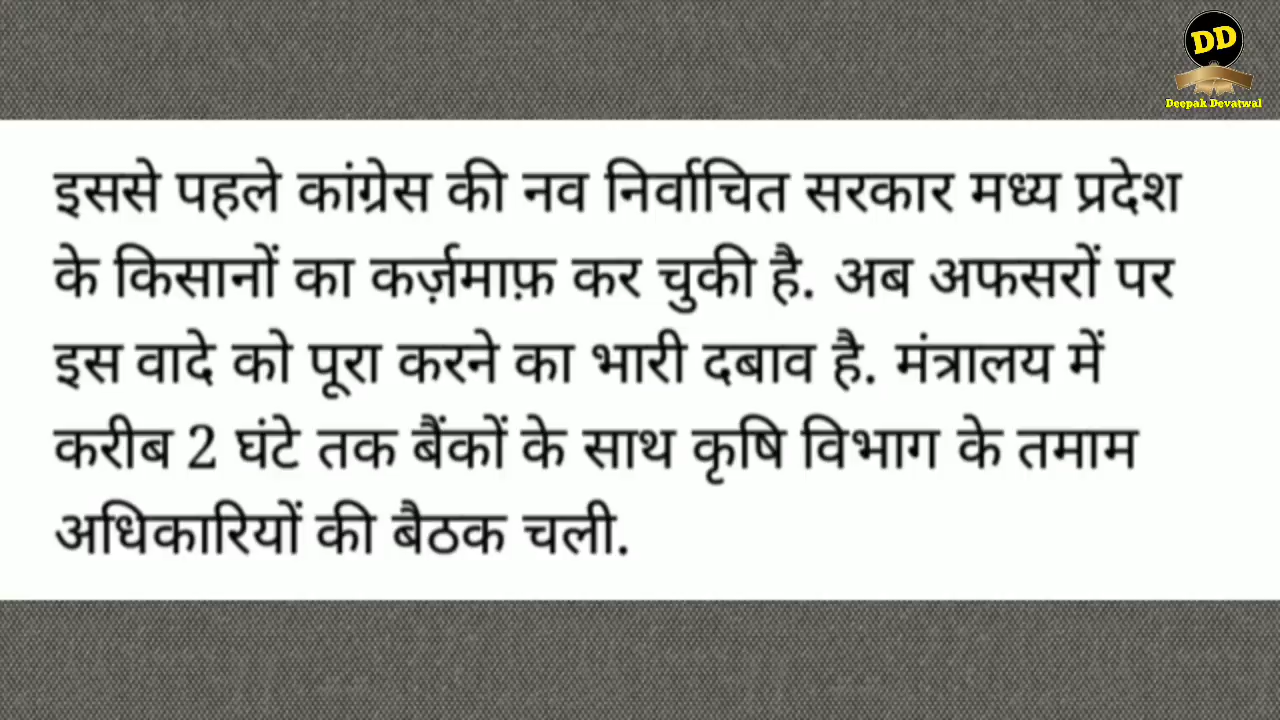 DD
Deepak Devatwal
इससे पहले कांग्रेस की नव निर्वाचित सरकार मध्य प्रदेश
के किसानों का कर्ज़माफ़ कर चुकी है. अब अफसरों पर
इस वादे को पूरा करने का भारी दबाव है. मंत्रालय में
करीब 2 घंटे तक बैंकों के साथ कृषि विभाग के तमाम
अधिकारियों की बैठक चली.